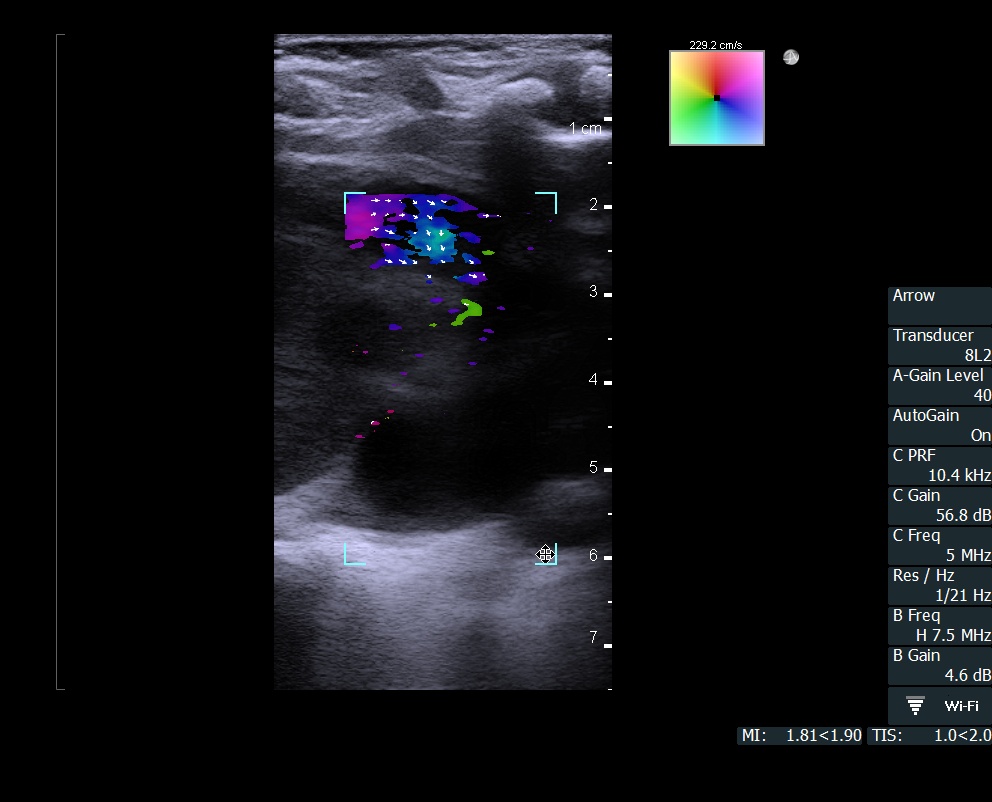 229.2 cm/s
1 cm
2
3
4
5
6
7
Arrow
Transducer
8L2
A-Gain Level
40
AutoGain
On
C PRF
10.4 kHz
C Gain
56.8 dB
C Freq
5 MHz
Res / Hz
1/21 Hz
B Freq
H 7.5 MHz
B Gain
4.6 dB
Wi-Fi
MI: 1.81<1.90 TIS: 1.0<2.0